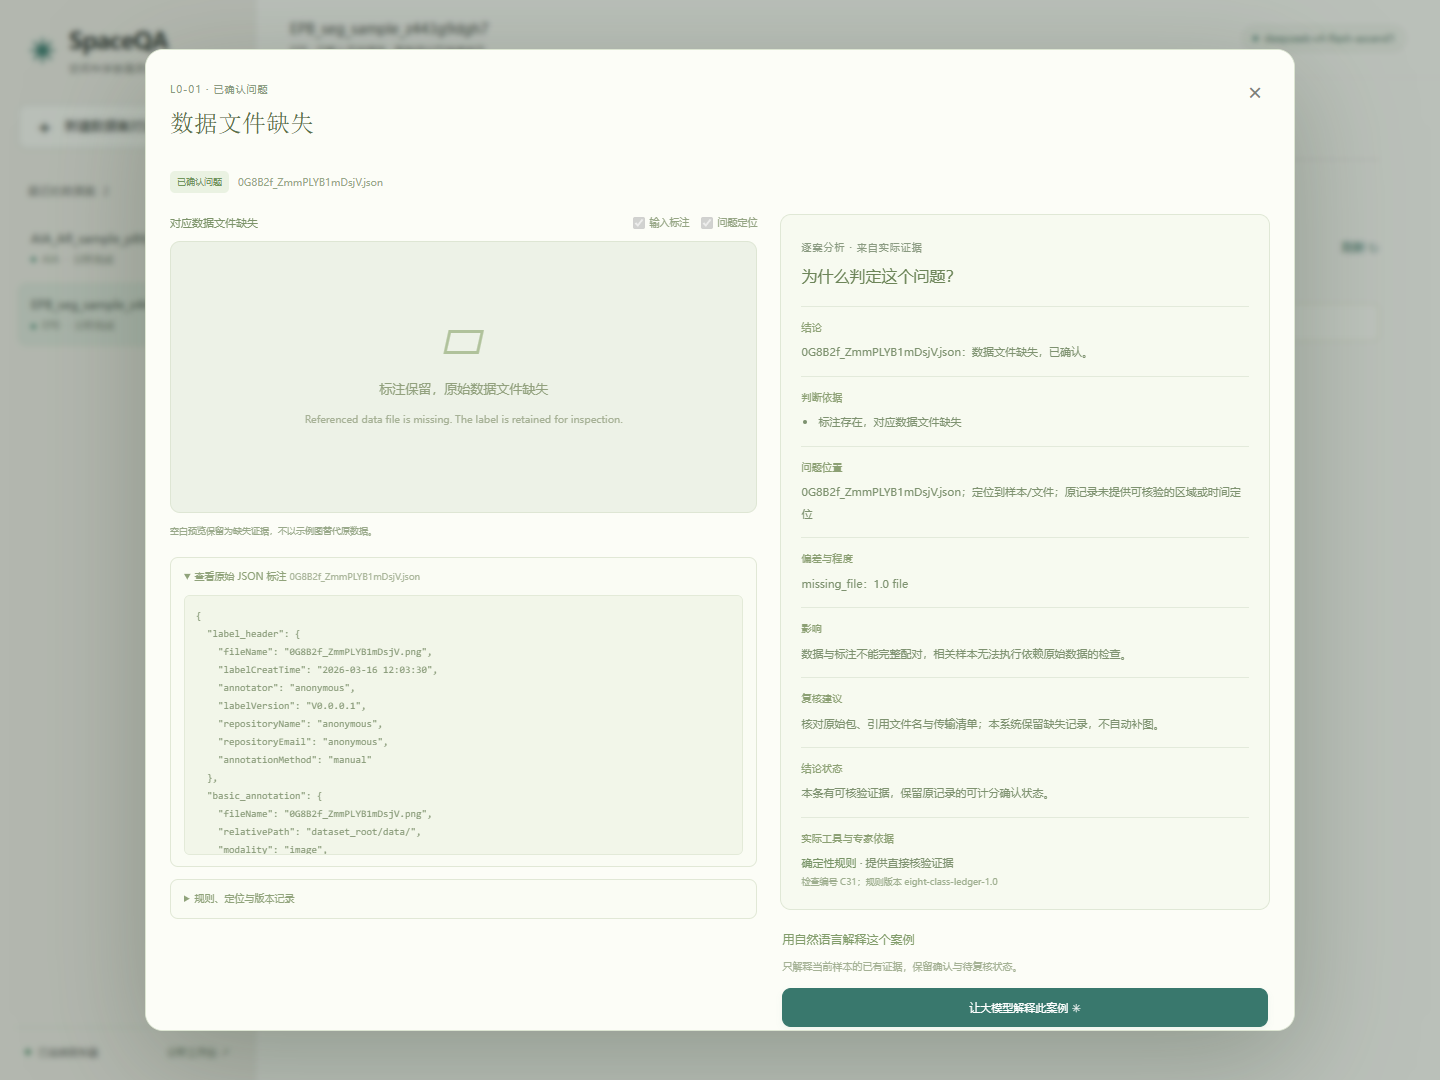 SpaceQA
L0-01 · 已确认问题
数据文件缺失
已确认问题 0G8B2f_ZmmPLYB1mDsjV.json
对应数据文件缺失
输入标注 问题定位
标注保留，原始数据文件缺失
Referenced data file is missing. The label is retained for inspection.
空白预览保留为缺失证据，不以示例图替代原数据。
▼ 查看原始 JSON 标注 0G8B2f_ZmmPLYB1mDsjV.json
{
"label_header": {
"fileName": "0G8B2f_ZmmPLYB1mDsjV.png",
"labelCreatTime": "2026-03-16 12:03:30",
"annotator": "anonymous",
"labelVersion": "V0.0.0.1",
"repositoryName": "anonymous",
"repositoryEmail": "anonymous",
"annotationMethod": "manual"
},
"basic_annotation": {
"fileName": "0G8B2f_ZmmPLYB1mDsjV.png",
"relativePath": "dataset_root/data/",
"modality": "image",
▶ 规则、定位与版本记录
逐案分析 · 来自实际证据
为什么判定这个问题？
结论
0G8B2f_ZmmPLYB1mDsjV.json：数据文件缺失，已确认。
判断依据
• 标注存在，对应数据文件缺失
问题位置
0G8B2f_ZmmPLYB1mDsjV.json；定位到样本/文件；原记录未提供可核验的区域或时间定
位
偏差与程度
missing_file：1.0 file
影响
数据与标注不能完整配对，相关样本无法执行依赖原始数据的检查。
复核建议
核对原始包、引用文件名与传输清单；本系统保留缺失记录，不自动补图。
结论状态
本条有可核验证据，保留原记录的可计分确认状态。
实际工具与专家依据
确定性规则 · 提供直接核验证据
检查编号 C31；规则版本 eight-class-ledger-1.0
用自然语言解释这个案例
只解释当前样本的已有证据，保留确认与待复核状态。
让大模型解释此案例 ✳